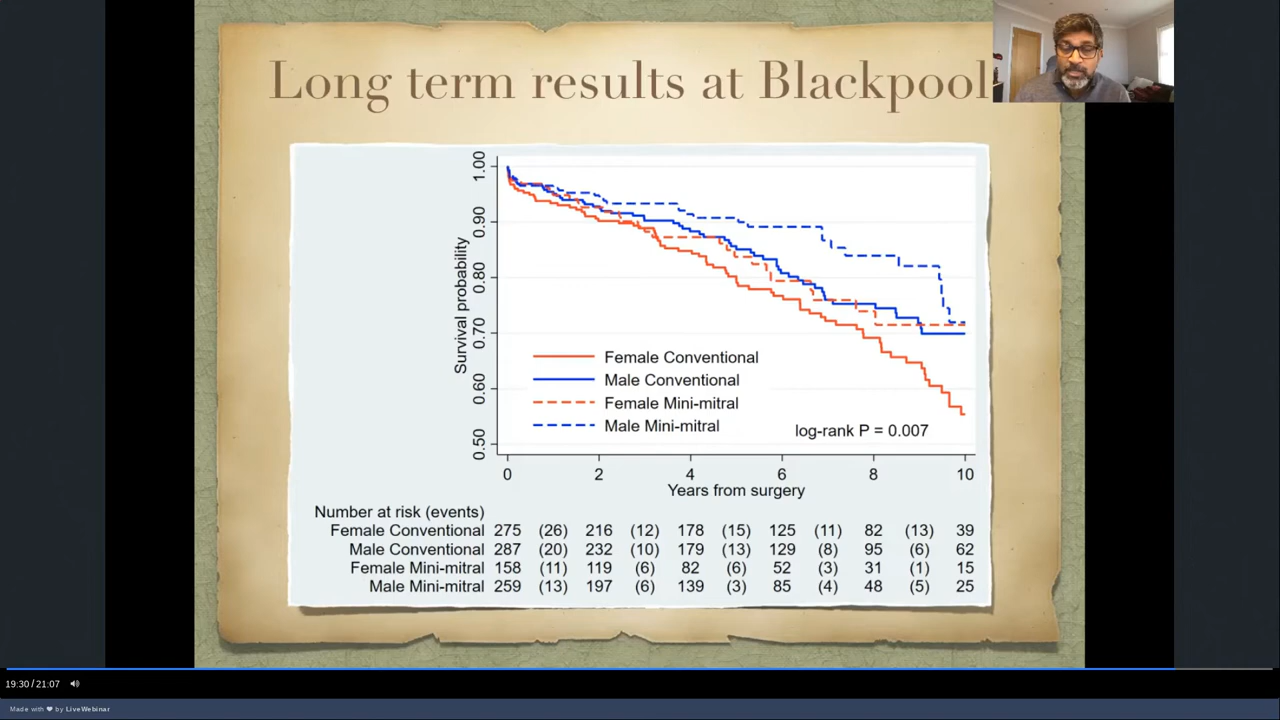 Long term results at Blackpool
1.00
0.90
0.80
0.70
0.60
0.50
Survival probability
Female Conventional
Male Conventional
Female Mini-mitral
Male Mini-mitral
log-rank P = 0.007
0 2 4 6 8 10
Years from surgery
Number at risk (events)
Female Conventional 275 (26) 216 (12) 178 (15) 125 (11) 82 (13) 39
Male Conventional 287 (20) 232 (10) 179 (13) 129 (8) 95 (6) 62
Female Mini-mitral 158 (11) 119 (6) 82 (6) 52 (3) 31 (1) 15
Male Mini-mitral 259 (13) 197 (6) 139 (3) 85 (4) 48 (5) 25
19:30 / 21:07
Made with ❤ by LiveWebinar